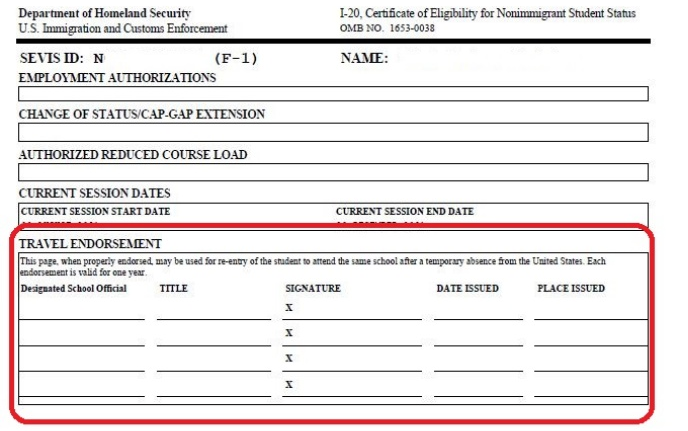 Department of Homeland Security
U.S. Immigration and Customs Enforcement
I-20, Certificate of Eligibility for Nonimmigrant Student Status
OMB NO. 1653-0038
SEVIS ID: N (F-1) NAME:
EMPLOYMENT AUTHORIZATIONS
CHANGE OF STATUS/CAP-GAP EXTENSION
AUTHORIZED REDUCED COURSE LOAD
CURRENT SESSION DATES
CURRENT SESSION START DATE CURRENT SESSION END DATE
TRAVEL ENDORSEMENT
This page, when properly endorsed, may be used for re-entry of the student to attend the same school after a temporary absence from the United States. Each
endorsement is valid for one year.
Designated School Official TITLE SIGNATURE DATE ISSUED PLACE ISSUED
X
X
X
X